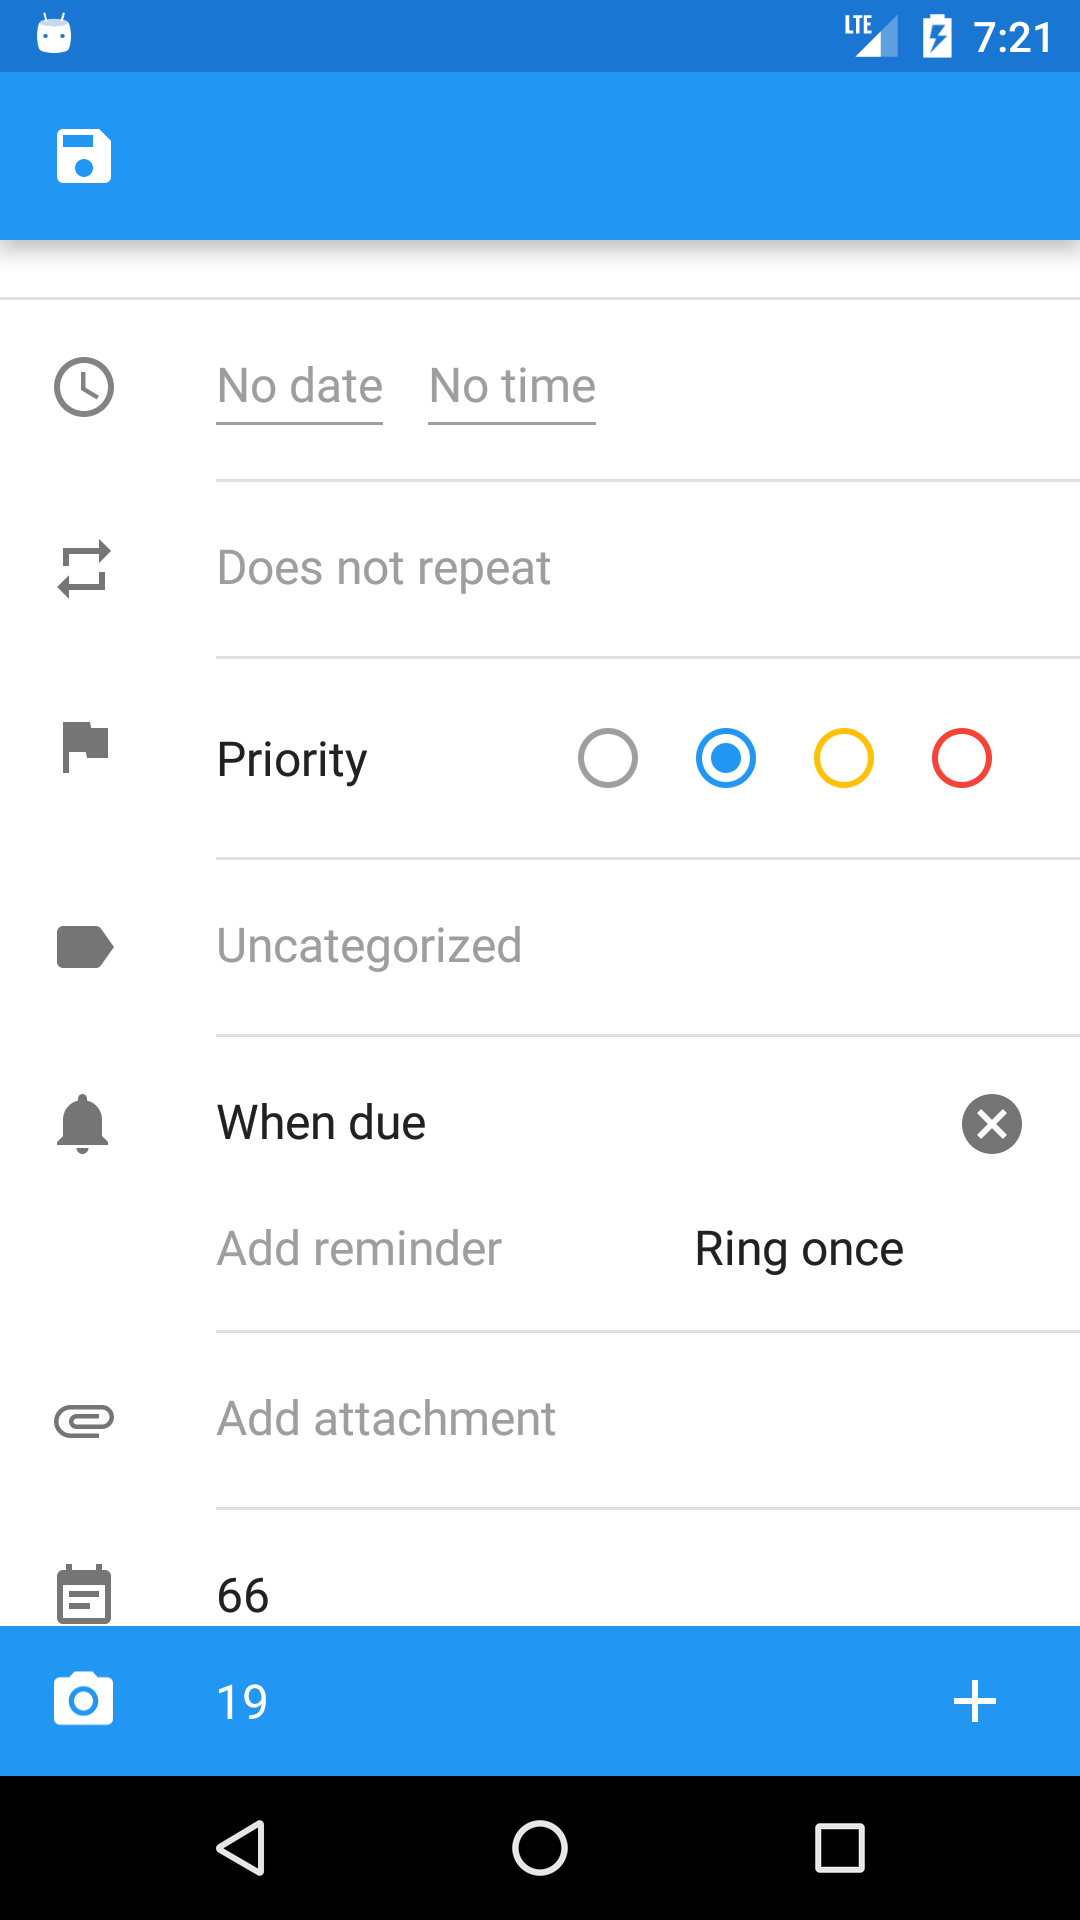 LTE 7:21
No date No time
Does not repeat
Priority
Uncategorized
When due
Add reminder Ring once
Add attachment
66
19